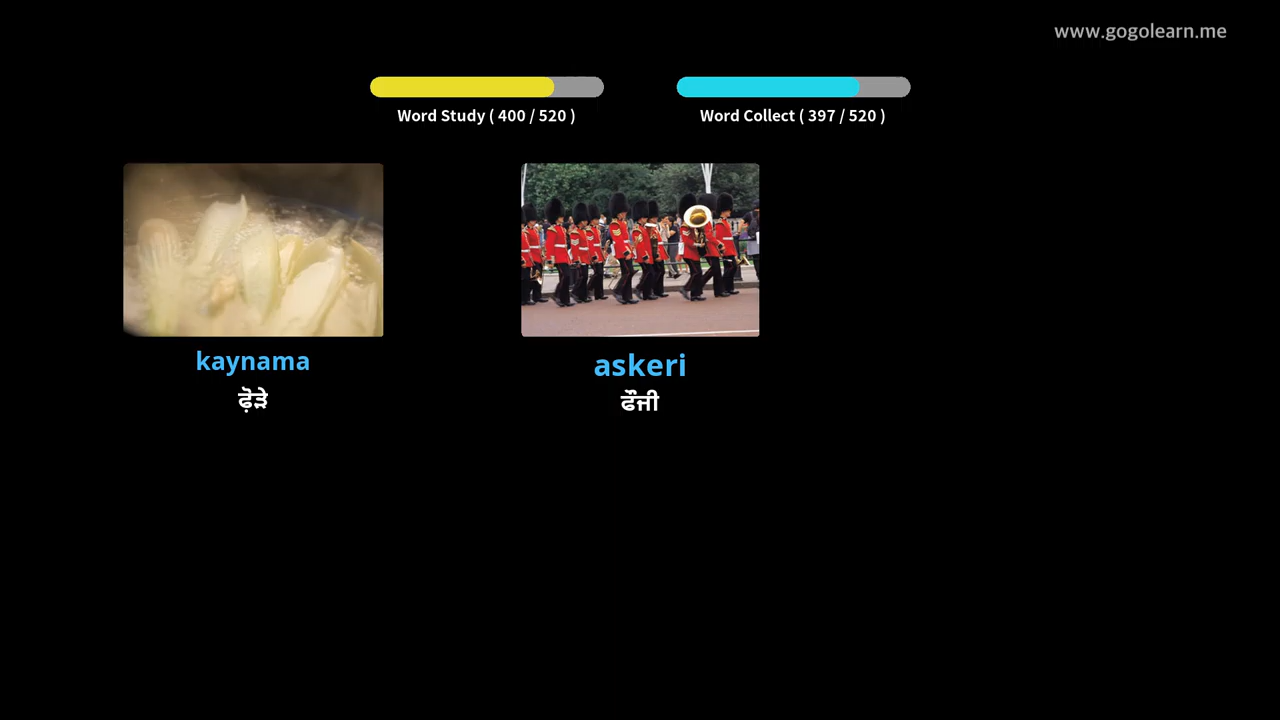 www.gogolearn.me
Word Study ( 400 / 520 )
Word Collect ( 397 / 520 )
kaynama
ਫ਼ੋੜੇ
askeri
ਫੌਜੀ